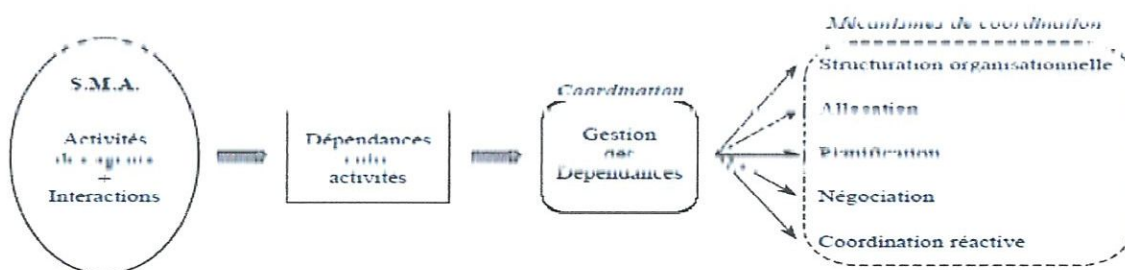 S.M.A.
Activités
des agents
+
Interactions
Dépendances
entre
activités
Coordination
Gestion
des
Dépendances
Mécanismes de coordination
Structuration organisationnelle
Allocation
Planification
Négociation
Coordination réactive